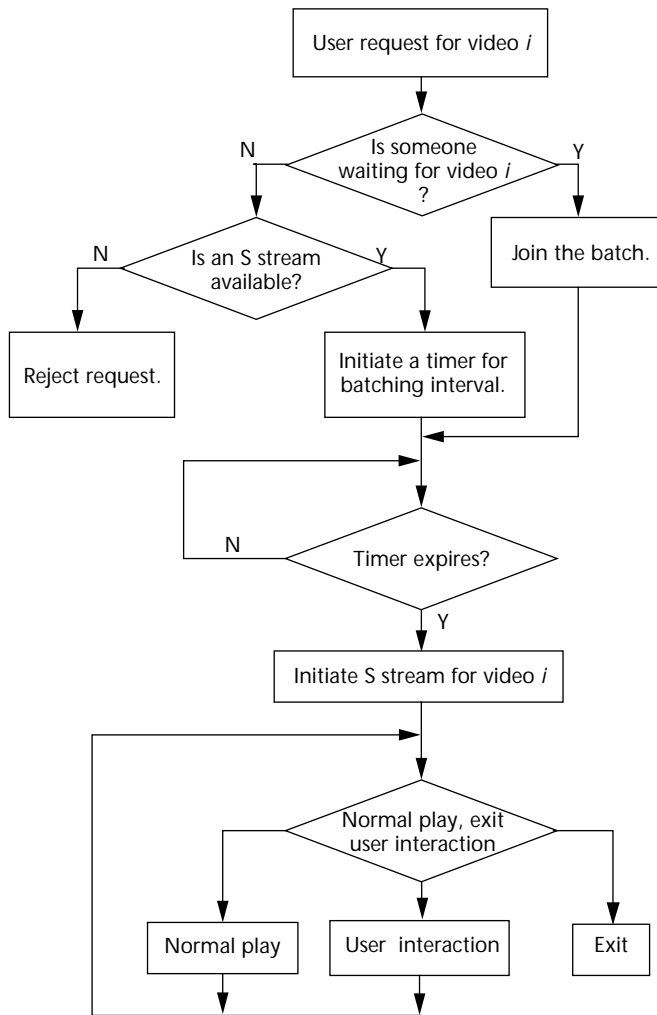 User request for video i
Is someone
waiting for video i
?
N
Y
Is an S stream
available?
N
Y
Join the batch.
Reject request.
Initiate a timer for
batching interval.
Timer expires?
N
Y
Initiate S stream for video i
Normal play, exit
user interaction
Normal play
User interaction
Exit